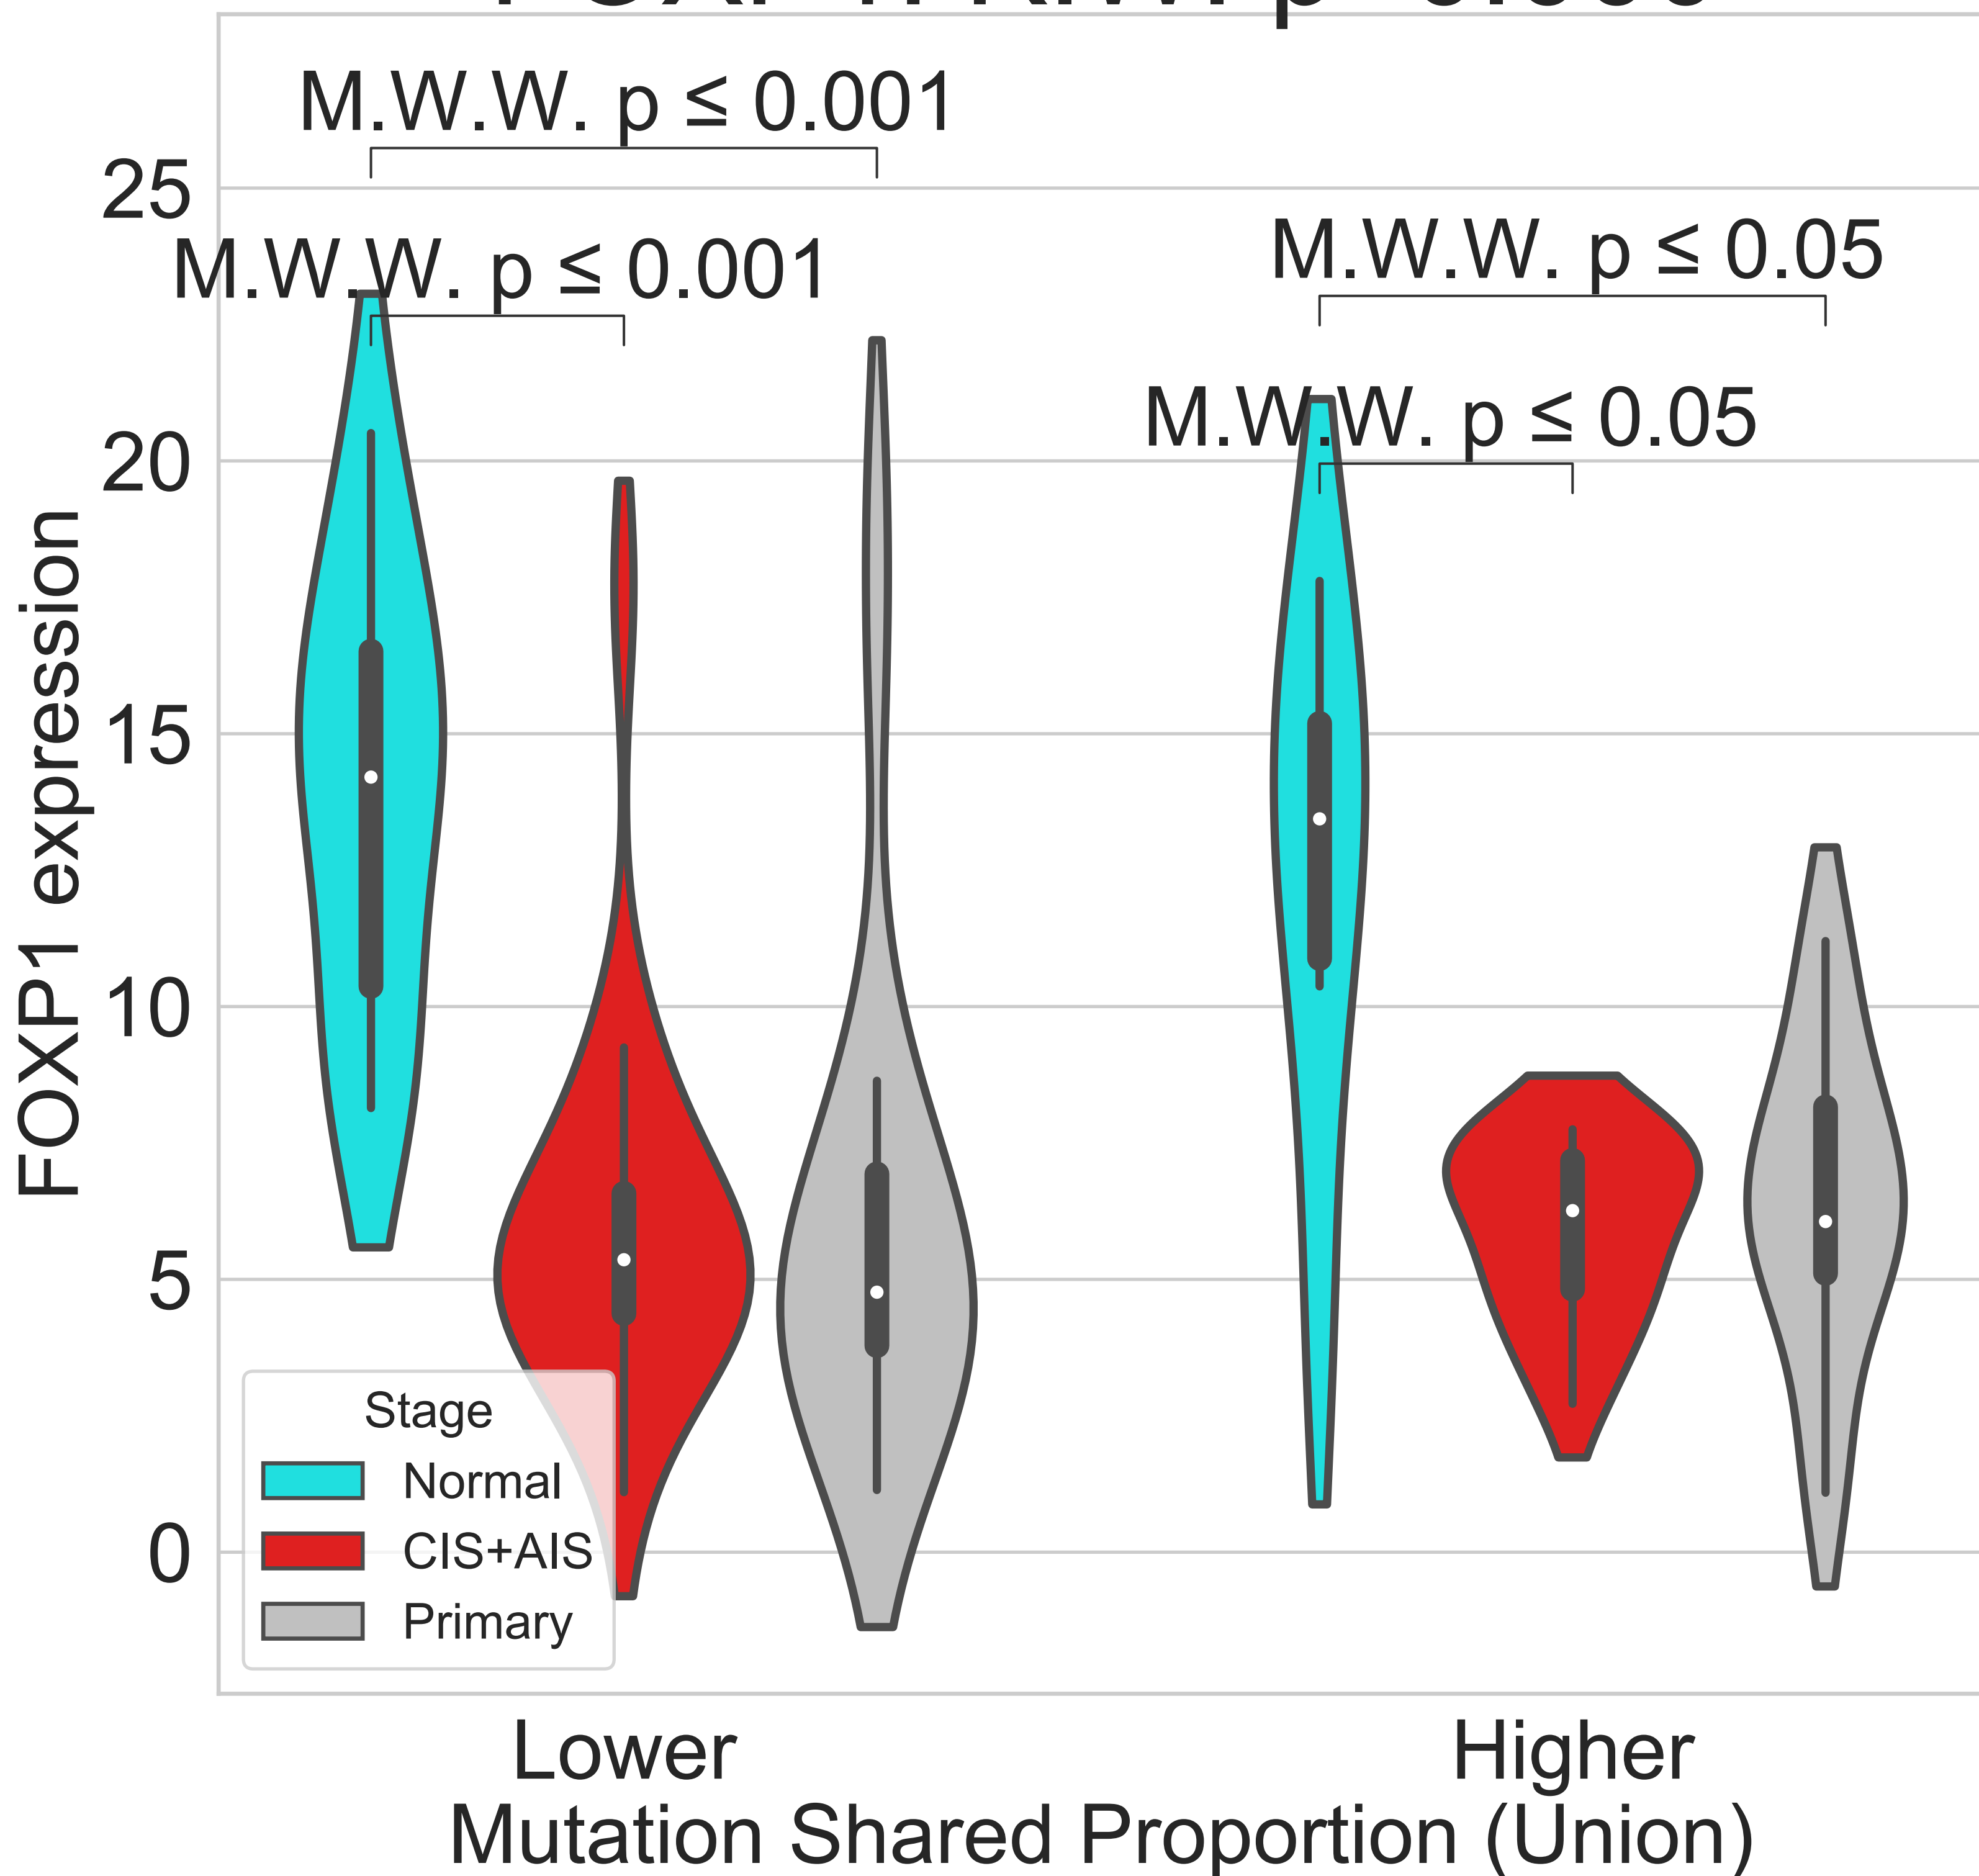 M.W.W. p ≤ 0.001
25
M.W.W. p ≤ 0.001
M.W.W. p ≤ 0.05
M.W.W. p ≤ 0.05
20
15
10
5
0
FOXP1 expression
Stage
Normal
CIS+AIS
Primary
Lower
Higher
Mutation Shared Proportion (Union)